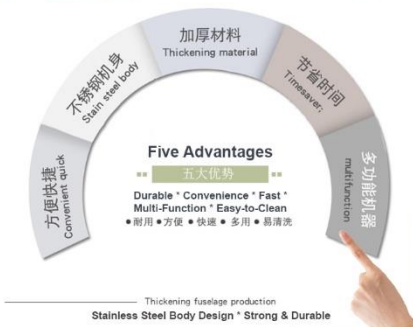 方便快捷
Convenient quick
不锈钢机身
Stain steel body
加厚材料
Thickening material
节省时间
Timesaver;
多功能机器
multifunction
Five Advantages
五大优势
Durable * Convenience * Fast *
Multi-Function * Easy-to-Clean
●耐用 ●方便 ●快速 ●多用 ●易清洗
Thickening fuselage production
Stainless Steel Body Design * Strong & Durable